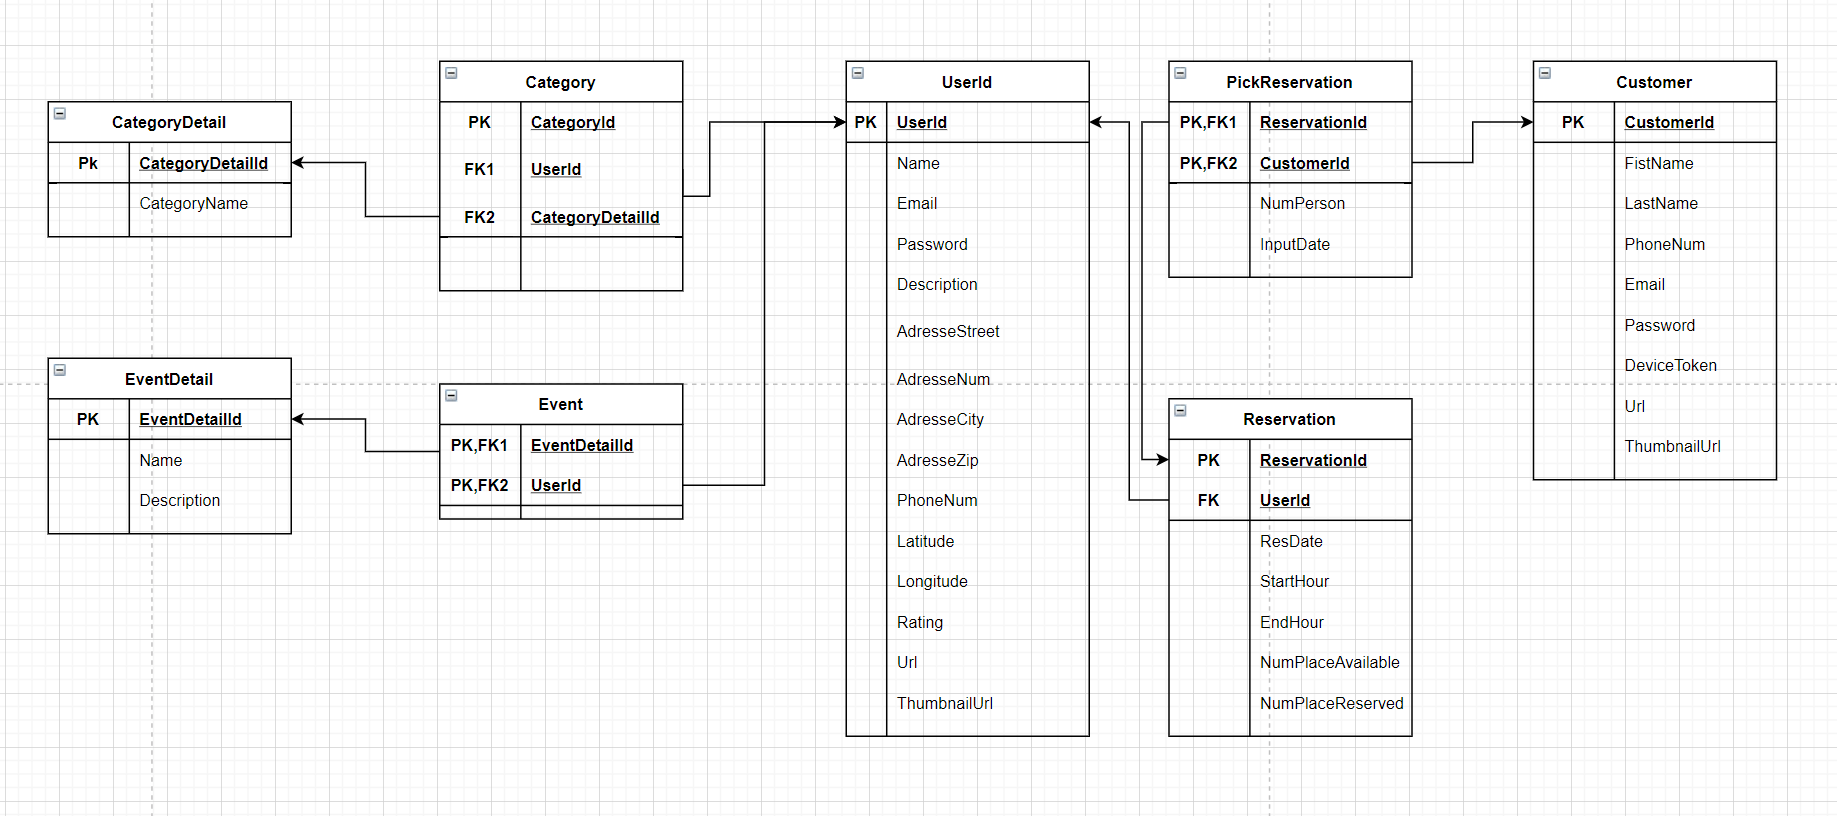 CategoryDetail
Pk CategoryDetailId
CategoryName
Category
PK CategoryId
FK1 UserId
FK2 CategoryDetailId
EventDetail
PK EventDetailId
Name
Description
Event
PK,FK1 EventDetailId
PK,FK2 UserId
UserId
PK UserId
Name
Email
Password
Description
AdresseStreet
AdresseNum
AdresseCity
AdresseZip
PhoneNum
Latitude
Longitude
Rating
Url
ThumbnailUrl
PickReservation
PK,FK1 ReservationId
PK,FK2 CustomerId
NumPerson
InputDate
Reservation
PK ReservationId
FK UserId
ResDate
StartHour
EndHour
NumPlaceAvailable
NumPlaceReserved
Customer
PK CustomerId
FistName
LastName
PhoneNum
Email
Password
DeviceToken
Url
ThumbnailUrl